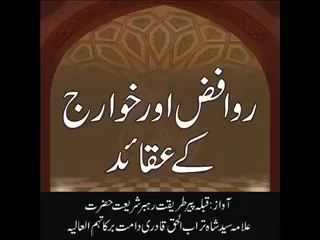 روافض اور خوارج
کے عقائد
آواز: قبلہ پیر طریقت رہبر شریعت حضرت
علامہ سید شاہ تراب الحق قادری دامت برکاتہم العالیہ